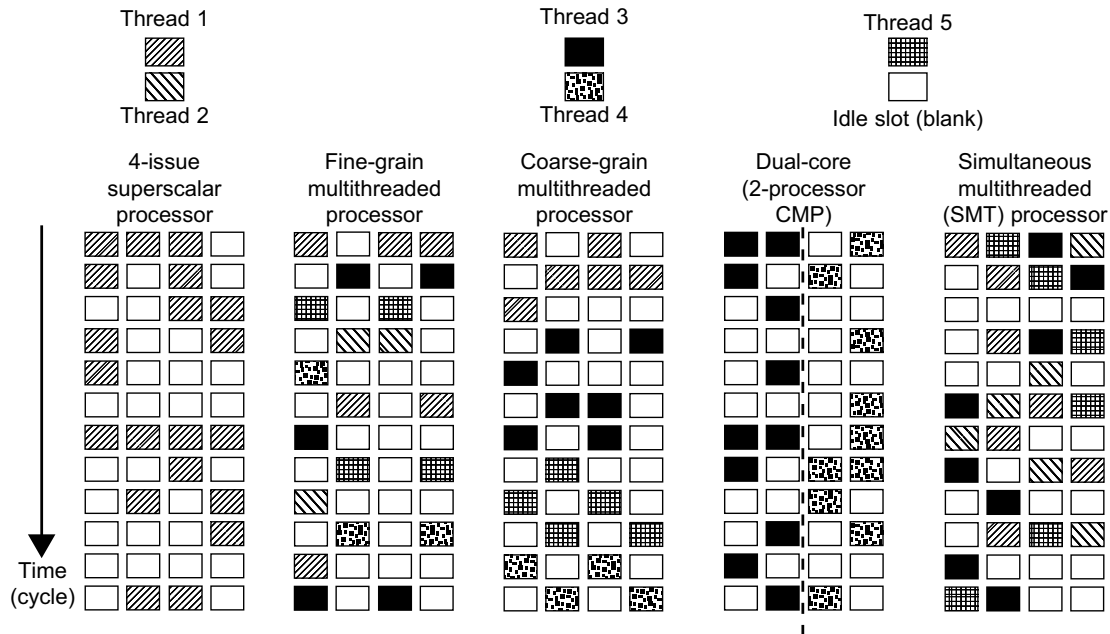 Thread 1
Thread 3
Thread 5
Thread 2
Thread 4
Idle slot (blank)
4-issue
superscalar
processor
Fine-grain
multithreaded
processor
Coarse-grain
multithreaded
processor
Dual-core
(2-processor
CMP)
Simultaneous
multithreaded
(SMT) processor
Time
(cycle)